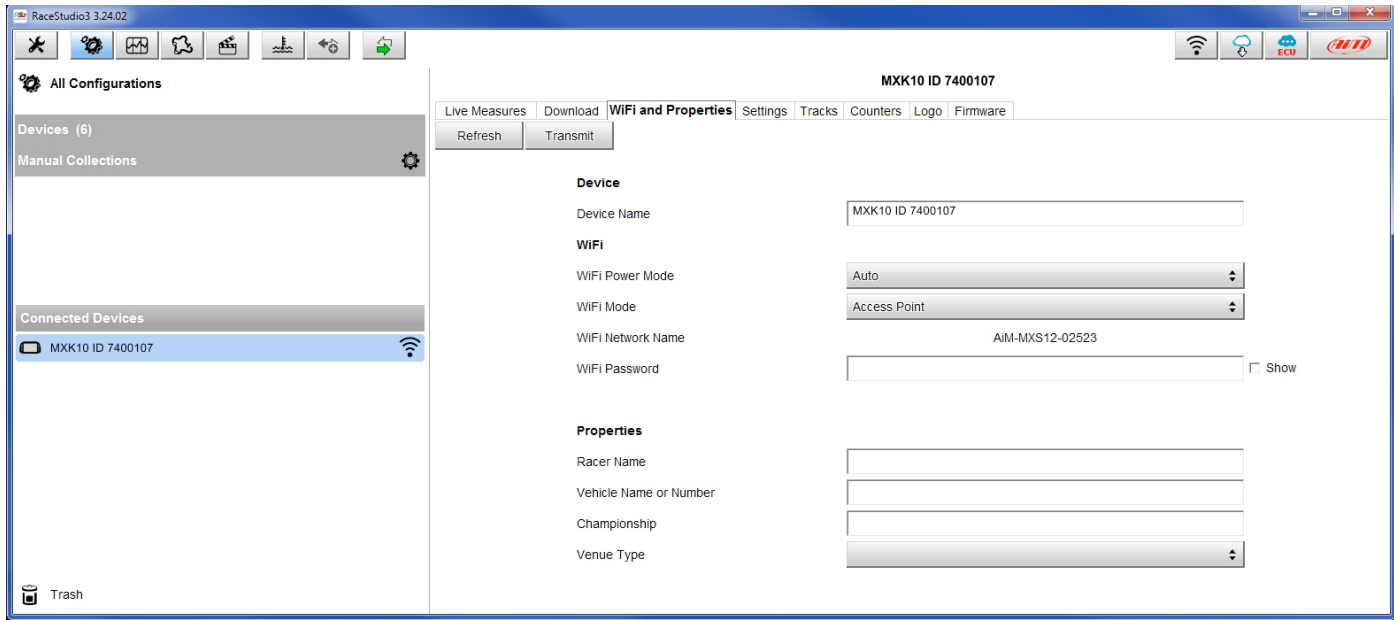 RaceStudio3 3.24.02
ECU
AiM
All Configurations
MXK10 ID 7400107
Live Measures Download WiFi and Properties Settings Tracks Counters Logo Firmware
Devices (6)
Refresh Transmit
Manual Collections
Device
Device Name MXK10 ID 7400107
WiFi
WiFi Power Mode Auto
WiFi Mode Access Point
Connected Devices
WiFi Network Name AiM-MXS12-02523
MXK10 ID 7400107
WiFi Password Show
Properties
Racer Name
Vehicle Name or Number
Championship
Venue Type
Trash